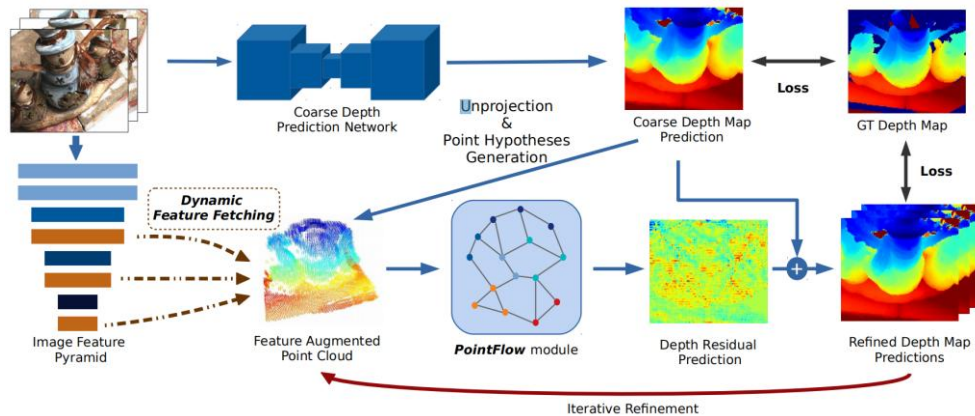 Coarse Depth
Prediction Network
Unprojection
&
Point Hypotheses
Generation
Coarse Depth Map
Prediction
Loss
GT Depth Map
Loss
Dynamic
Feature Fetching
Image Feature
Pyramid
Feature Augmented
Point Cloud
PointFlow module
Depth Residual
Prediction
Refined Depth Map
Predictions
Iterative Refinement